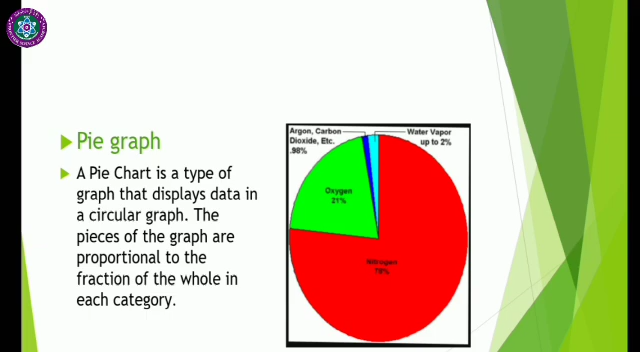 Pie graph
A Pie Chart is a type of
graph that displays data in
a circular graph. The
pieces of the graph are
proportional to the
fraction of the whole in
each category.
Argon, Carbon
Dioxide, Etc.
.98%
Water Vapor
up to 2%
Oxygen
21%
Nitrogen
78%